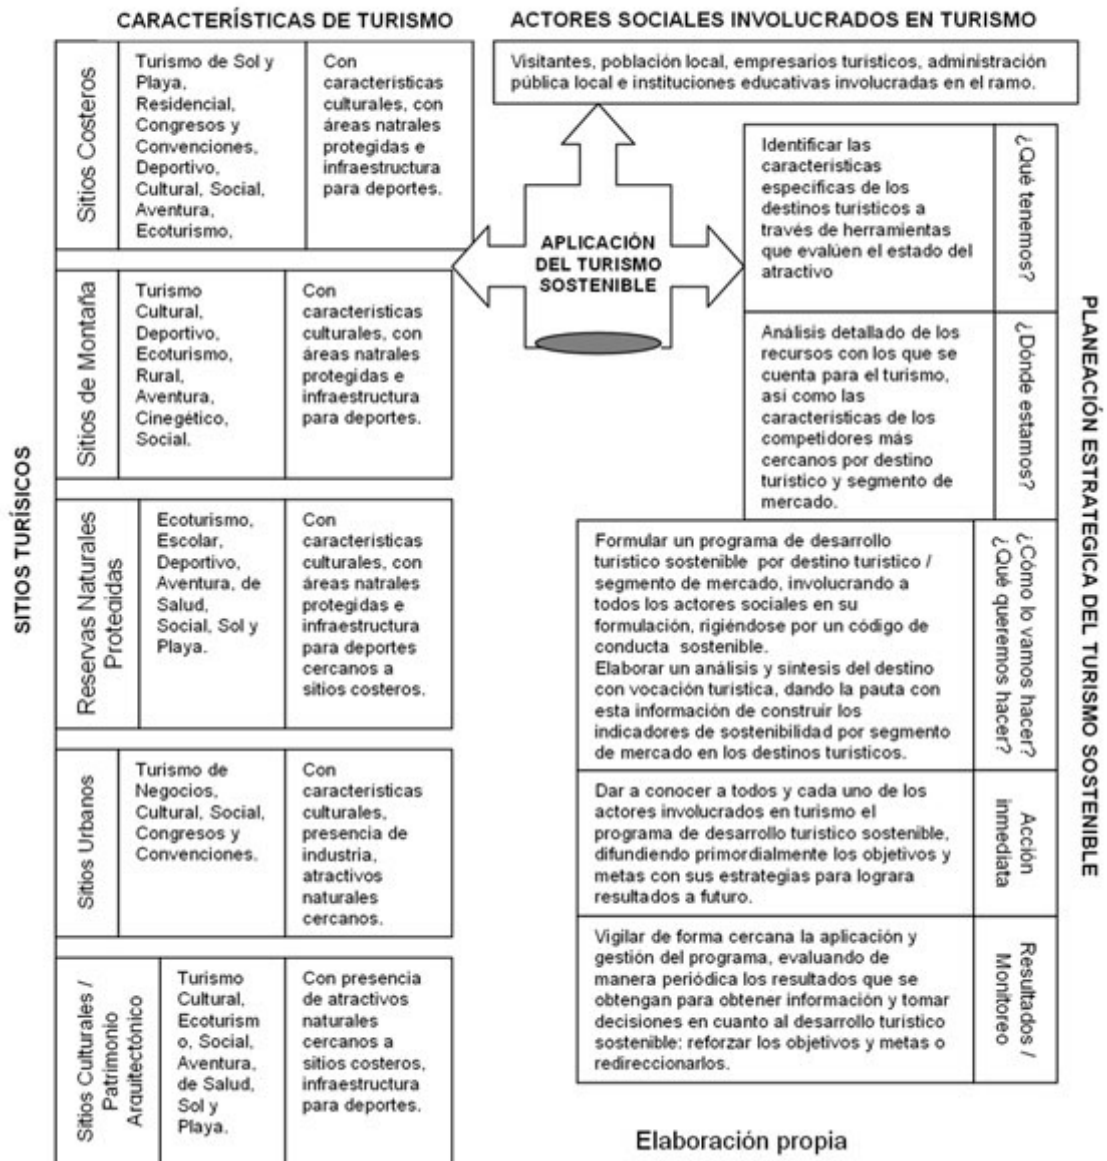 CARACTERÍSTICAS DE TURISMO
SITIOS TURÍSICOS
Sitios Costeros
Turismo de Sol y
Playa,
Residencial,
Congresos y
Convenciones,
Deportivo,
Cultural, Social,
Aventura,
Ecoturismo,
Con
características
culturales, con
áreas natrales
protegidas e
infraestructura
para deportes.
Sitios de Montaña
Turismo
Cultural,
Deportivo,
Ecoturismo,
Rural,
Aventura,
Cinegético,
Social.
Con
características
culturales, con
áreas natrales
protegidas e
infraestructura
para deportes.
Reservas Naturales
Protegidas
Ecoturismo,
Escolar,
Deportivo,
Aventura, de
Salud,
Social, Sol y
Playa.
Con
características
culturales, con
áreas natrales
protegidas e
infraestructura
para deportes
cercanos a
sitios costeros.
Sitios Urbanos
Turismo de
Negocios,
Cultural, Social,
Congresos y
Convenciones.
Con
características
culturales,
presencia de
industria,
atractivos
naturales
cercanos.
Sitios Culturales /
Patrimonio
Arquitectónico
Turismo
Cultural,
Ecoturism
o, Social,
Aventura,
de Salud,
Sol y
Playa.
Con presencia
de atractivos
naturales
cercanos a
sitios costeros,
infraestructura
para deportes.
ACTORES SOCIALES INVOLUCRADOS EN TURISMO
Visitantes, población local, empresarios turísticos, administración
pública local e instituciones educativas involucradas en el ramo.
APLICACIÓN
DEL TURISMO
SOSTENIBLE
PLANEACIÓN ESTRATEGICA DEL TURISMO SOSTENIBLE
Identificar las
características
específicas de los
destinos turísticos a
través de herramientas
que evalúen el estado del
atractivo
¿Qué tenemos?
Análisis detallado de los
recursos con los que se
cuenta para el turismo,
así como las
características de los
competidores más
cercanos por destino
turístico y segmento de
mercado.
¿Dónde estamos?
Formular un programa de desarrollo
turístico sostenible por destino turístico /
segmento de mercado, involucrando a
todos los actores sociales en su
formulación, rigiéndose por un código de
conducta sostenible.
Elaborar un análisis y síntesis del destino
con vocación turística, dando la pauta con
esta información de construir los
indicadores de sostenibilidad por segmento
de mercado en los destinos turísticos.
¿Cómo lo vamos hacer?
¿Qué queremos hacer?
Dar a conocer a todos y cada uno de los
actores involucrados en turismo el
programa de desarrollo turístico sostenible,
difundiendo primordialmente los objetivos y
metas con sus estrategias para lograra
resultados a futuro.
Acción
inmediata
Vigilar de forma cercana la aplicación y
gestión del programa, evaluando de
manera periódica los resultados que se
obtengan para obtener información y tomar
decisiones en cuanto al desarrollo turístico
sostenible: reforzar los objetivos y metas o
redireccionarlos.
Resultados /
Monitoreo
Elaboración propia